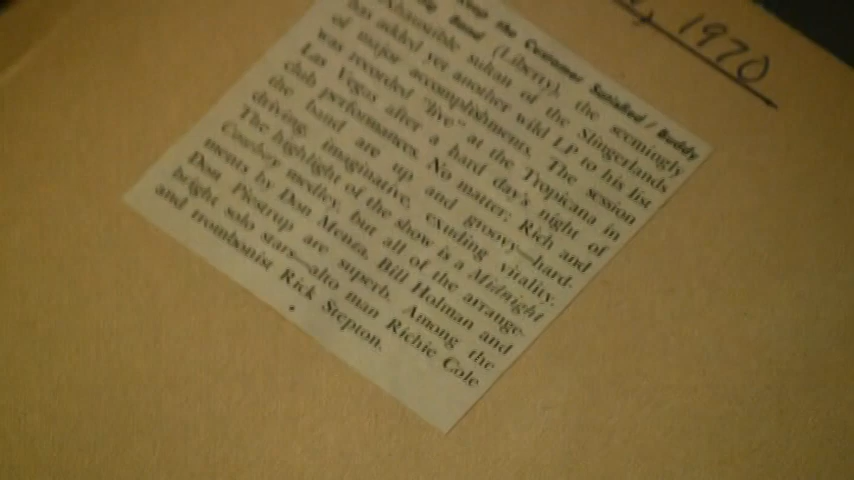 , 1970
Keep the Customer Satisfied / Buddy
Big Band (Liberty), the seemingly
exhaustible sultan of the Slingerlands
has added yet another wild LP to his list
of major accomplishments. The session
was recorded "live" at the Tropicana in
Las Vegas after a hard day's night of
club performances. No matter; Rich and
the band are up and groovy—hard-
driving, imaginative, exuding vitality.
The highlight of the show is a Midnight
Cowboy medley, but all of the arrange-
ments by Don Menza, Bill Holman and
Don Piestrup are superb. Among the
bright solo stars—alto man Richie Cole
and trombonist Rick Stepton.